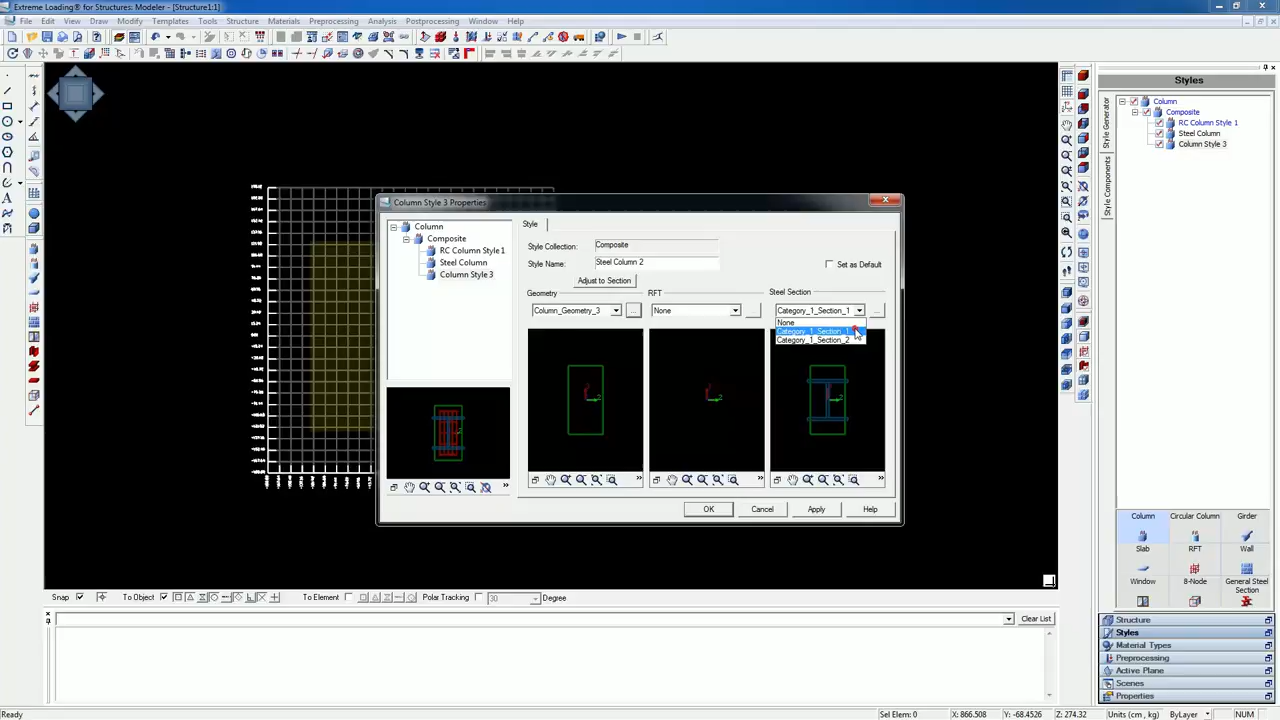 Extreme Loading® for Structures: Modeler - [Structure1:1]
File Edit View Draw Modify Templates Tools Structure Materials Preprocessing Analysis Postprocessing Window Help
Styles
Style Generator
Style Components
Column
Composite
RC Column Style 1
Steel Column
Column Style 3
Column Style 3 Properties
Column
Composite
RC Column Style 1
Steel Column
Column Style 3
Style
Style Collection: Composite
Style Name: Steel Column 2
Set as Default
Adjust to Section
Geometry RFT Steel Section
Column_Geometry_3 ... None Category_1_Section_1 ...
None
Category_1_Section_1
Category_1_Section_2
OK Cancel Apply Help
Column Circular Column Girder
Slab RFT Wall
Window 8-Node General Steel Section
Snap To Object To Element Polar Tracking 30 Degree
Clear List
Structure
Styles
Material Types
Preprocessing
Active Plane
Scenes
Properties
Ready Sel Elem: 0 X: 866.508 Y: -68.4526 Z: 274.32 Units (cm , kg) ByLayer NUM